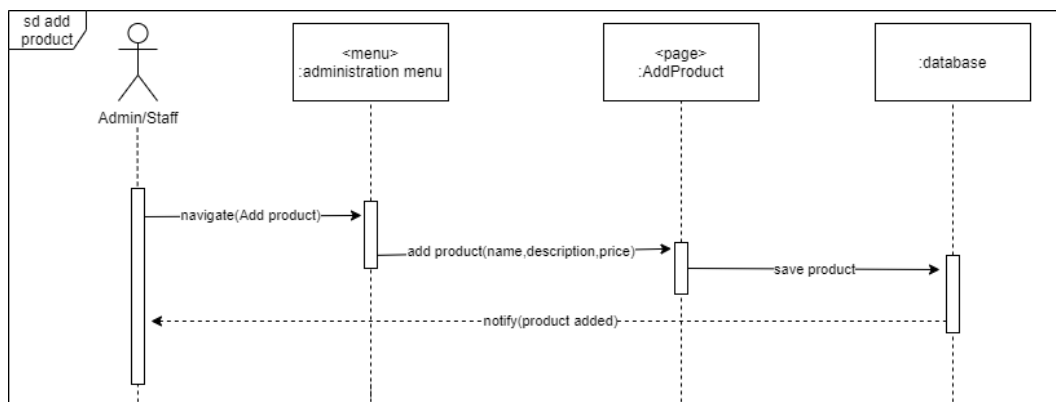 sd add
product
<menu>
:administration menu
<page>
:AddProduct
:database
Admin/Staff
navigate(Add product)
add product(name,description,price)
save product
notify(product added)